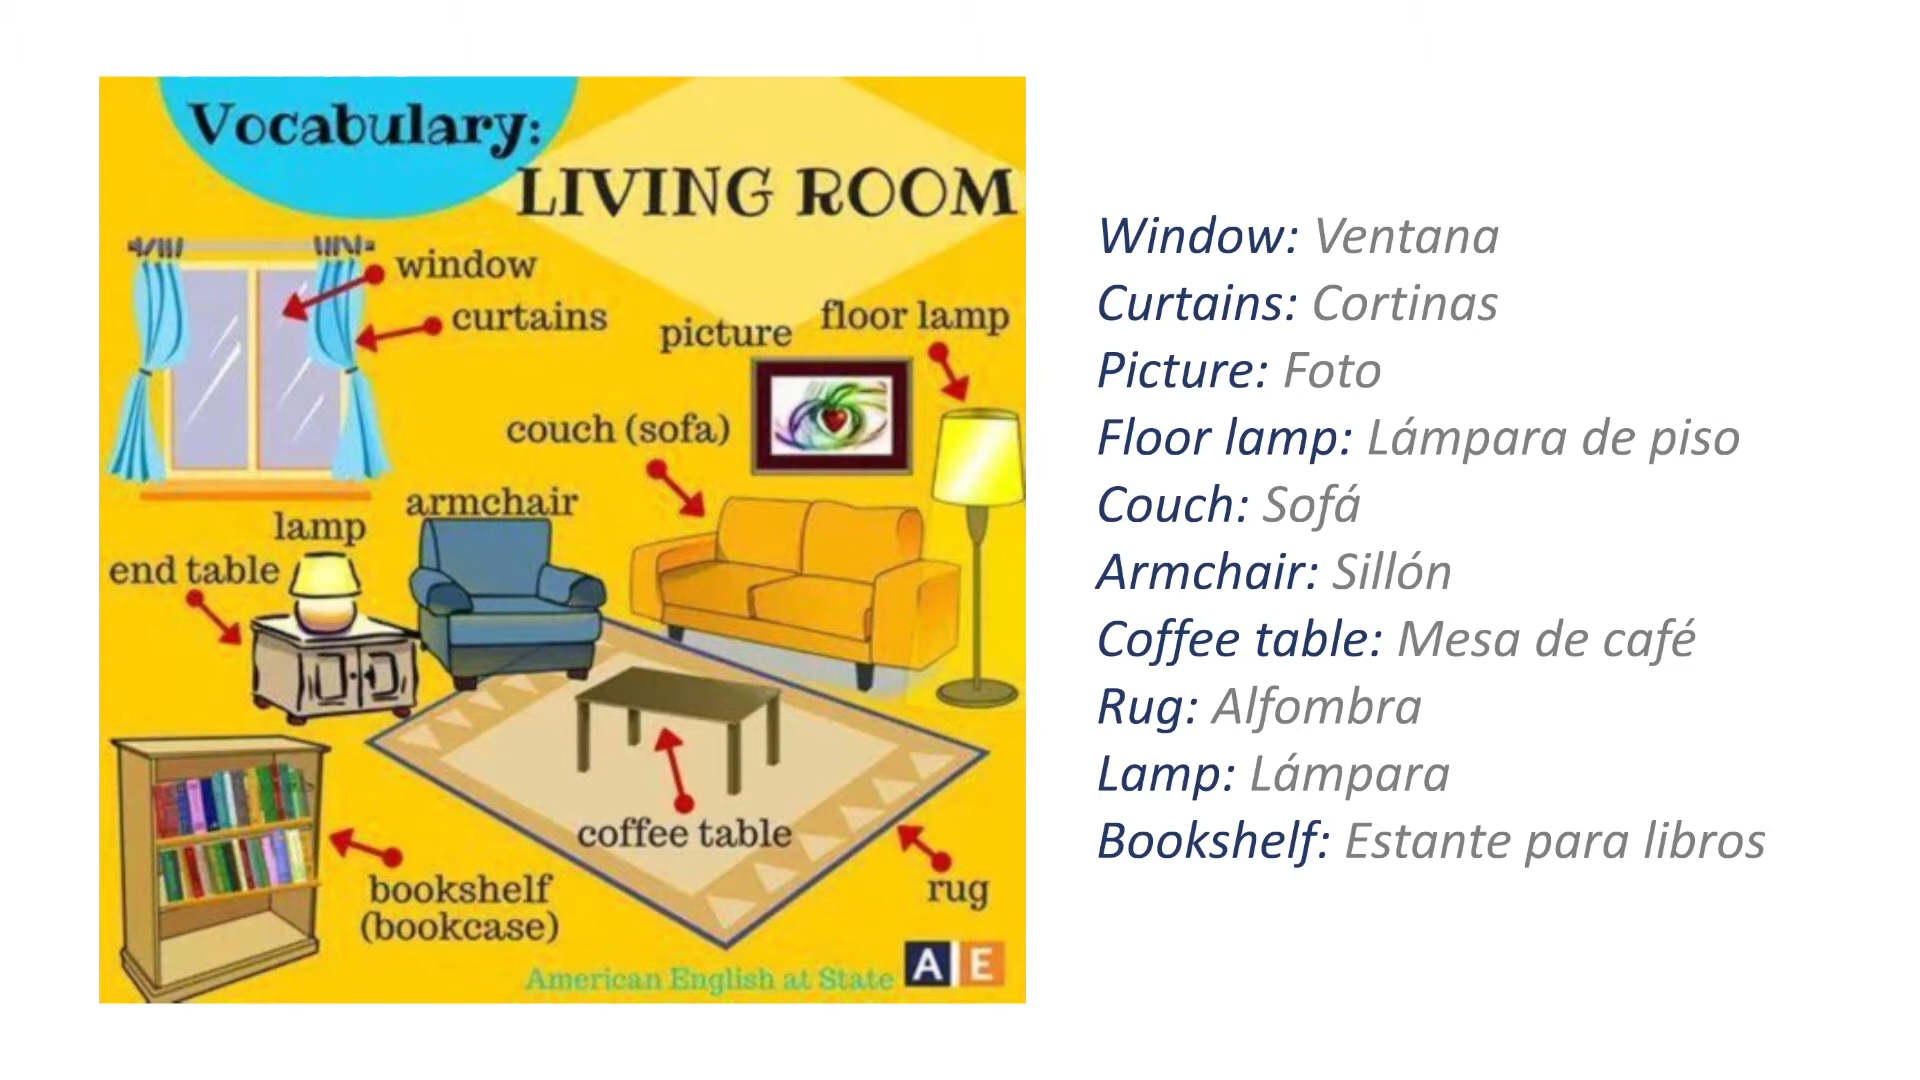 Vocabulary:
LIVING ROOM
window
curtains
picture
floor lamp
couch (sofa)
armchair
lamp
end table
coffee table
bookshelf
(bookcase)
rug
American English at State
A E
Window: Ventana
Curtains: Cortinas
Picture: Foto
Floor lamp: Lámpara de piso
Couch: Sofá
Armchair: Sillón
Coffee table: Mesa de café
Rug: Alfombra
Lamp: Lámpara
Bookshelf: Estante para libros